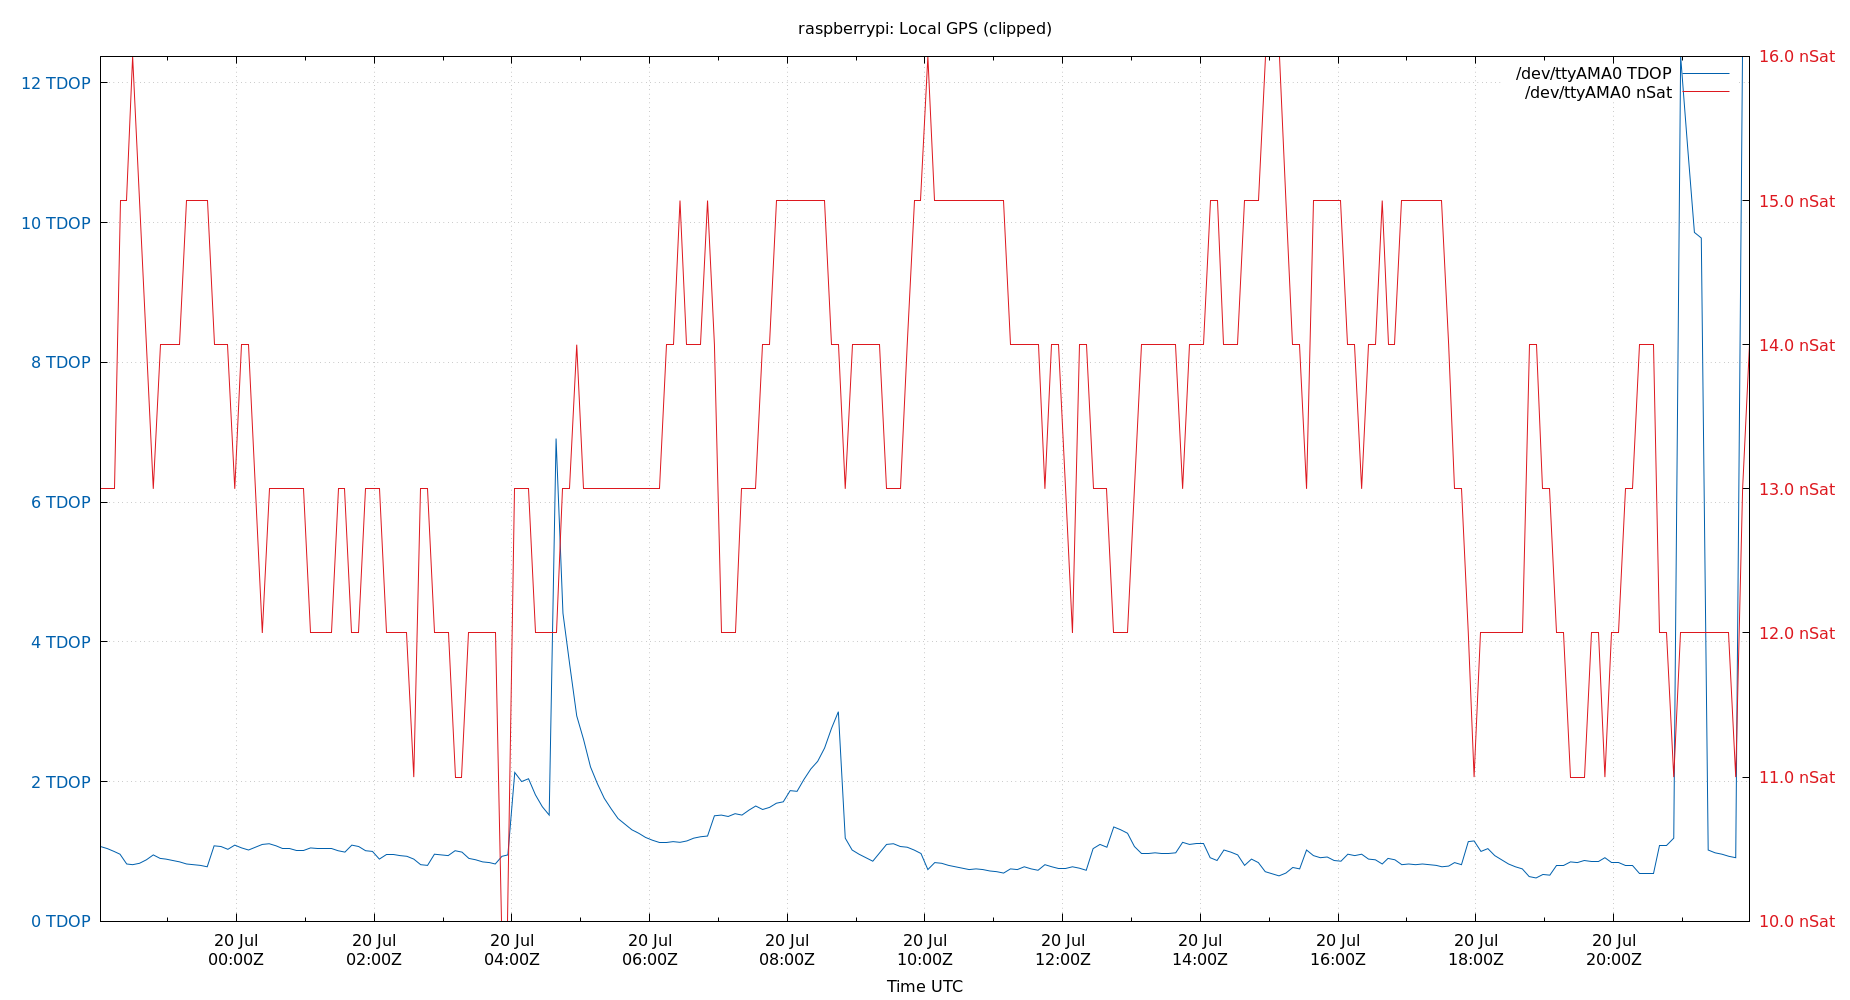 raspberrypi: Local GPS (clipped)
12 TDOP
10 TDOP
8 TDOP
6 TDOP
4 TDOP
2 TDOP
0 TDOP
/dev/ttyAMA0 TDOP
/dev/ttyAMA0 nSat
16.0 nSat
15.0 nSat
14.0 nSat
13.0 nSat
12.0 nSat
11.0 nSat
10.0 nSat
20 Jul 20 Jul 20 Jul 20 Jul 20 Jul 20 Jul 20 Jul 20 Jul 20 Jul 20 Jul 20 Jul
00:00Z 02:00Z 04:00Z 06:00Z 08:00Z 10:00Z 12:00Z 14:00Z 16:00Z 18:00Z 20:00Z
Time UTC